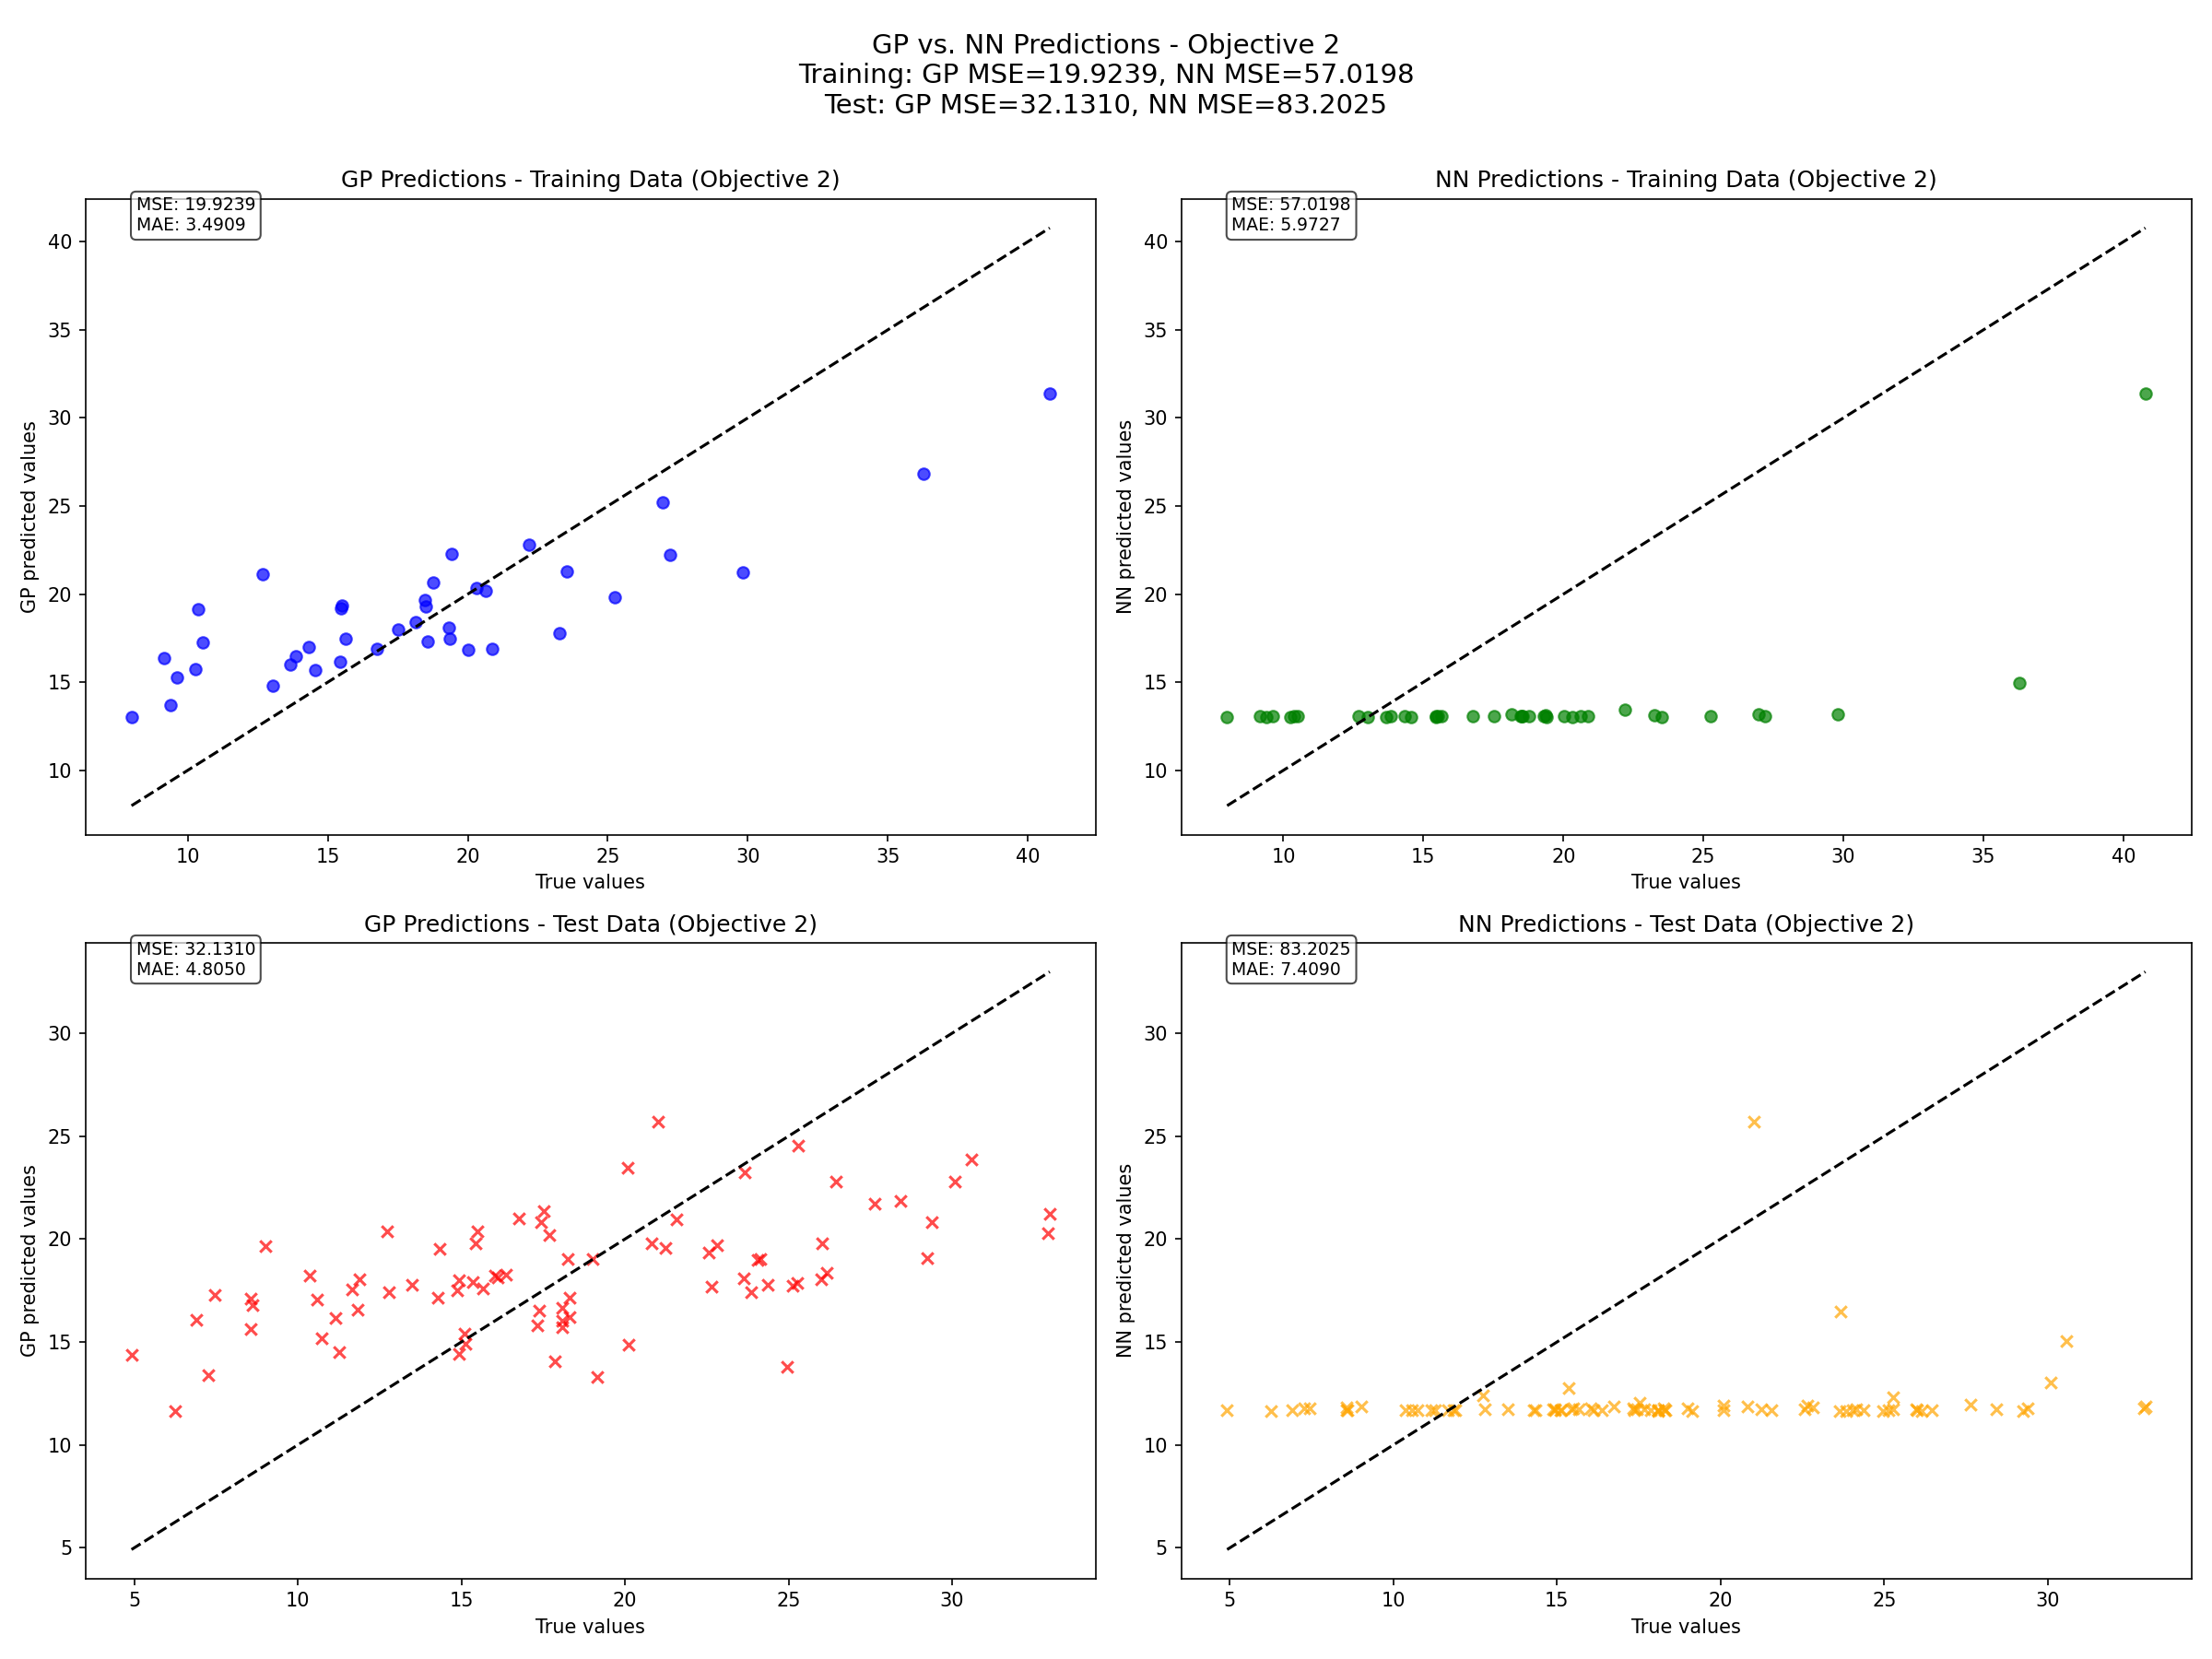 GP vs. NN Predictions - Objective 2
Training: GP MSE=19.9239, NN MSE=57.0198
Test: GP MSE=32.1310, NN MSE=83.2025
GP Predictions - Training Data (Objective 2)
MSE: 19.9239
MAE: 3.4909
GP predicted values
40
35
30
25
20
15
10
10 15 20 25 30 35 40
True values
NN Predictions - Training Data (Objective 2)
MSE: 57.0198
MAE: 5.9727
NN predicted values
40
35
30
25
20
15
10
10 15 20 25 30 35 40
True values
GP Predictions - Test Data (Objective 2)
MSE: 32.1310
MAE: 4.8050
GP predicted values
30
25
20
15
10
5
5 10 15 20 25 30
True values
NN Predictions - Test Data (Objective 2)
MSE: 83.2025
MAE: 7.4090
NN predicted values
30
25
20
15
10
5
5 10 15 20 25 30
True values